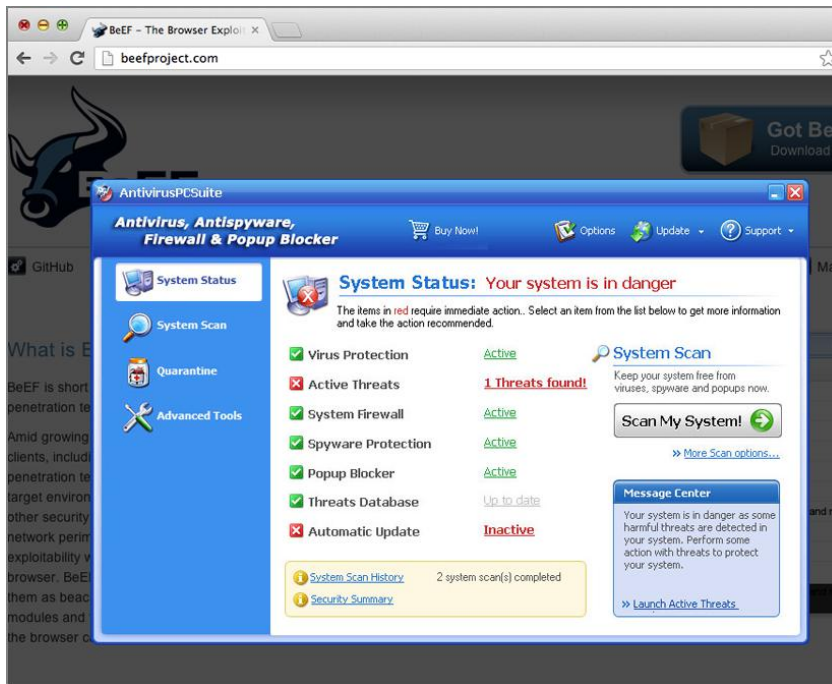 BeEF - The Browser Exploi
beefproject.com
Got Be
Download
AntivirusPCSuite
Antivirus, Antispyware,
Firewall & Popup Blocker
Buy Now!
Options
Update
Support
GitHub
System Status
System Scan
Quarantine
Advanced Tools
System Status: Your system is in danger
The items in red require immediate action.. Select an item from the list below to get more information
and take the action recommended.
Virus Protection Active
Active Threats 1 Threats found!
System Firewall Active
Spyware Protection Active
Popup Blocker Active
Threats Database Up to date
Automatic Update Inactive
System Scan
Keep your system free from
viruses, spyware and popups now.
Scan My System!
» More Scan options...
Message Center
Your system is in danger as some
harmful threats are detected in
your system. Perform some
action with threats to protect
your system.
» Launch Active Threats
System Scan History 2 system scan(s) completed
Security Summary
What is B
BeEF is short
penetration te
Amid growing
clients, includi
penetration te
target environ
other security
network perim
exploitability w
browser. BeEF
them as beac
modules and
the browser c